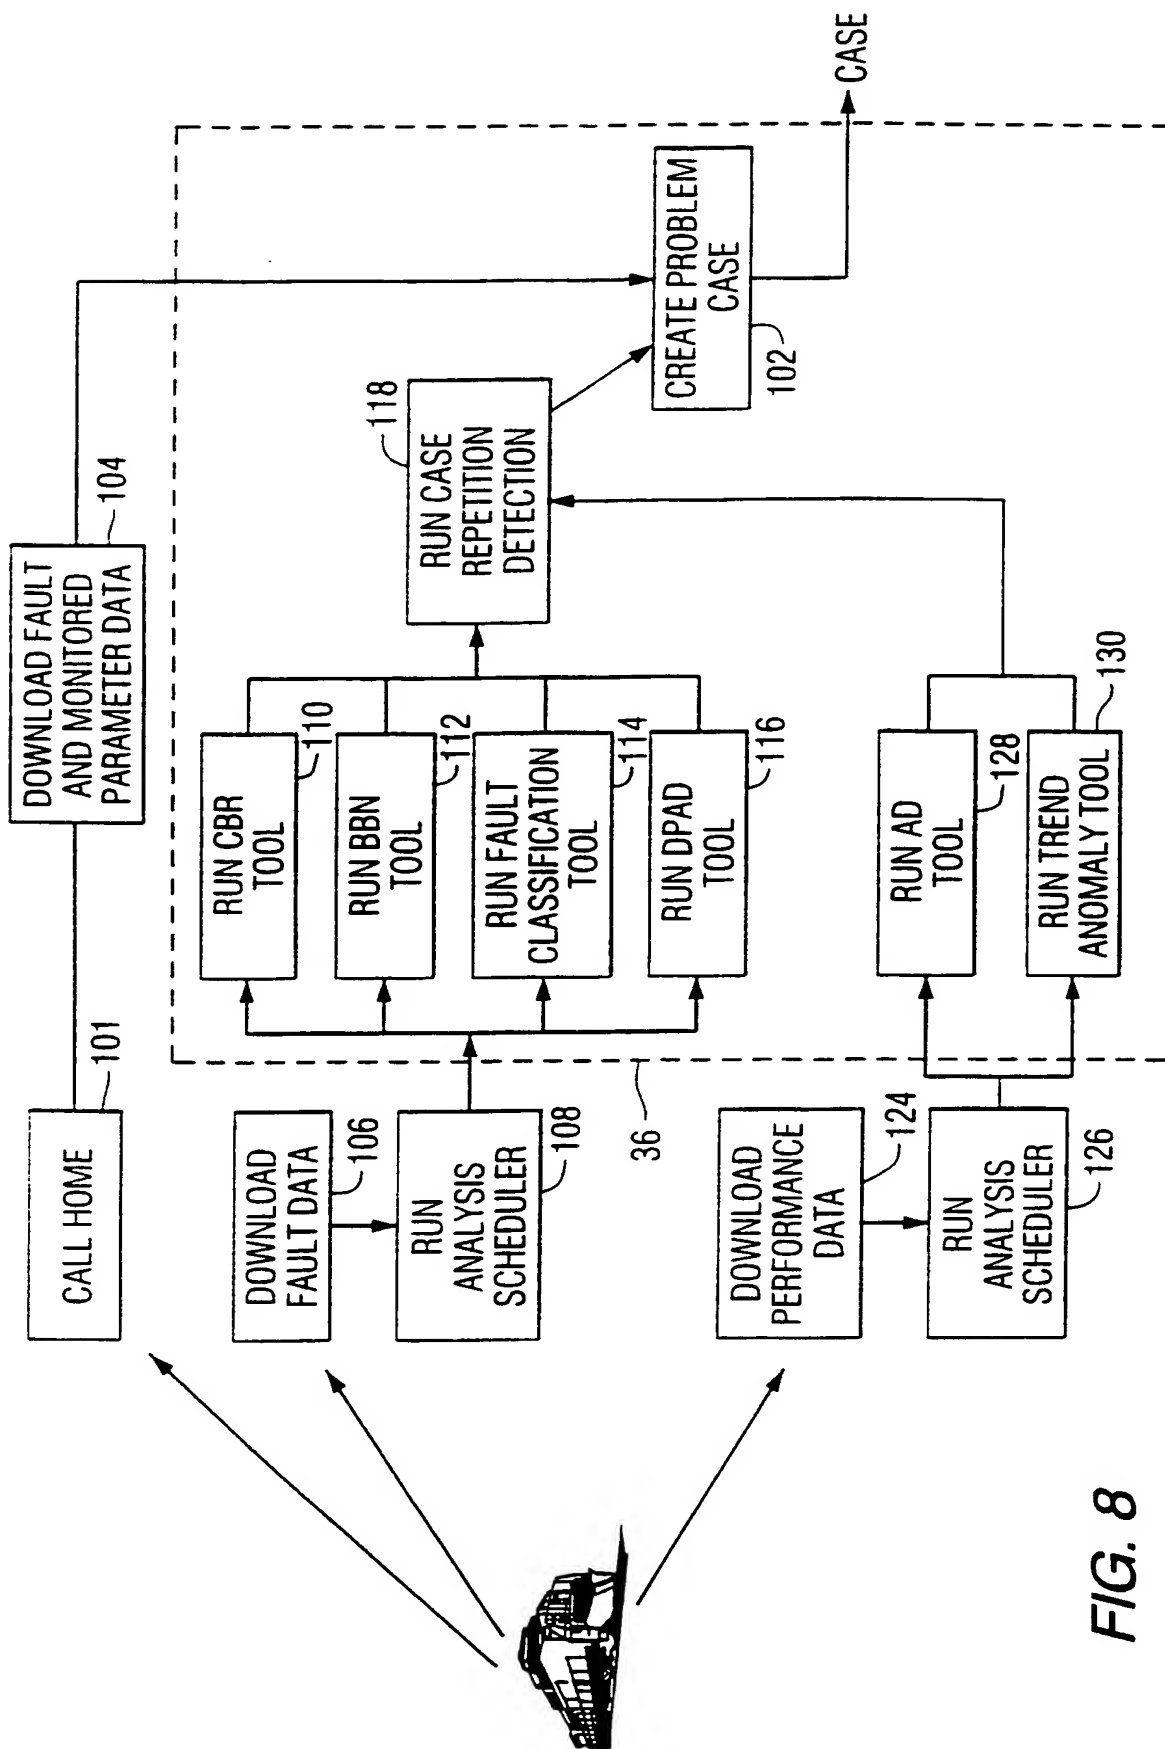 CALL HOME
101
DOWNLOAD FAULT
AND MONITORED
PARAMETER DATA
104
DOWNLOAD
FAULT DATA
106
RUN
ANALYSIS
SCHEDULER
108
RUN CBR
TOOL
110
RUN BBN
TOOL
112
RUN FAULT
CLASSIFICATION
TOOL
114
RUN DPAD
TOOL
116
RUN CASE
REPETITION
DETECTION
118
CREATE PROBLEM
CASE
102
CASE
36
DOWNLOAD
PERFORMANCE
DATA
124
RUN
ANALYSIS
SCHEDULER
126
RUN AD
TOOL
128
RUN TREND
ANOMALY TOOL
130
FIG. 8